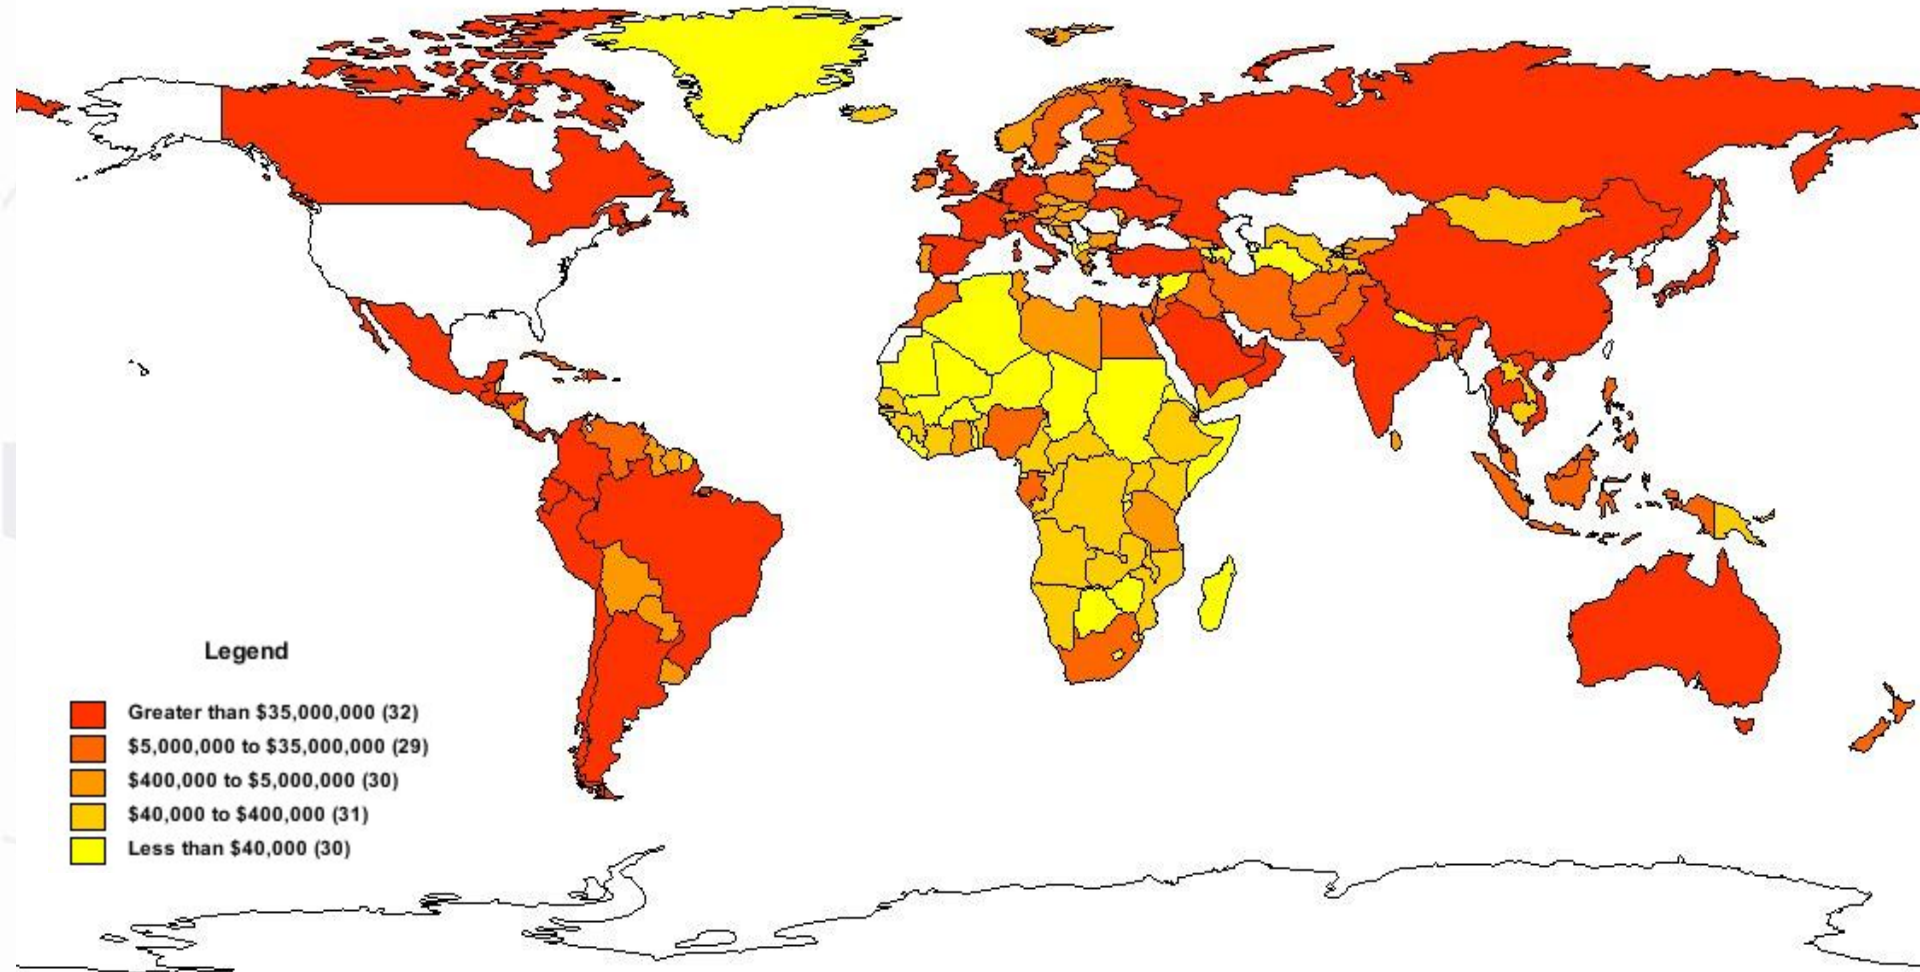 Legend
Greater than $35,000,000 (32)
$5,000,000 to $35,000,000 (29)
$400,000 to $5,000,000 (30)
$40,000 to $400,000 (31)
Less than $40,000 (30)